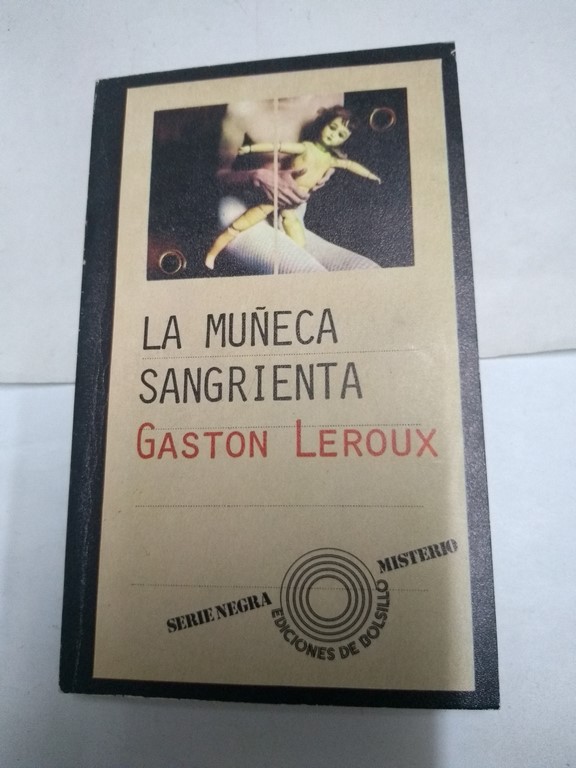 LA MUÑECA
SANGRIENTA
GASTON LEROUX
SERIE NEGRA
MISTERIO
EDICIONES DE BOLSILLO